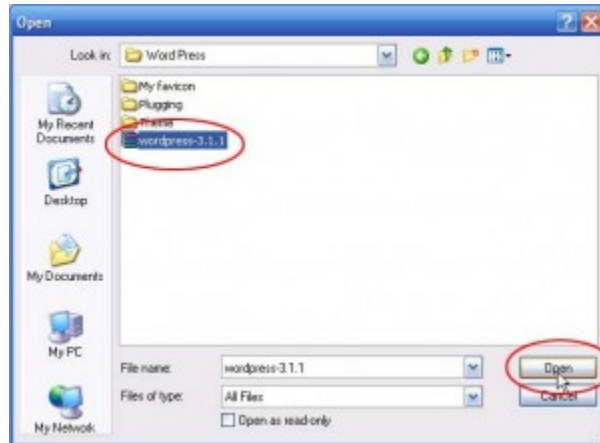 Open
Look in: Word Press
My favicon
Plugging
Theme
wordpress-3.1.1
My Recent
Documents
Desktop
My Documents
My PC
My Network
File name: wordpress-3.1.1 Open
Files of type: All Files Cancel
Open as read-only